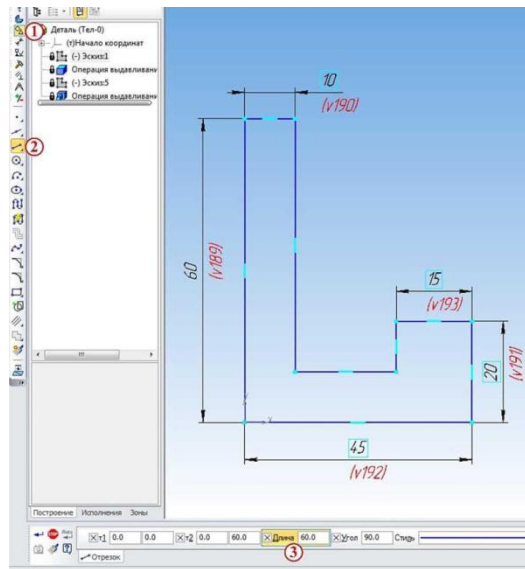 ① Деталь (Тел-0)
(т)Начало координат
(-) Эскиз:1
Операция выдавливани
(-) Эскиз:5
Операция выдавливани
②
10
(v190)
60
(v189)
15
(v193)
20
(v191)
45
(v192)
Y
X
Построение Исполнения Зоны
т1 0.0 0.0 т2 0.0 60.0 Длина 60.0 Угол 90.0 Стиль
③
Отрезок